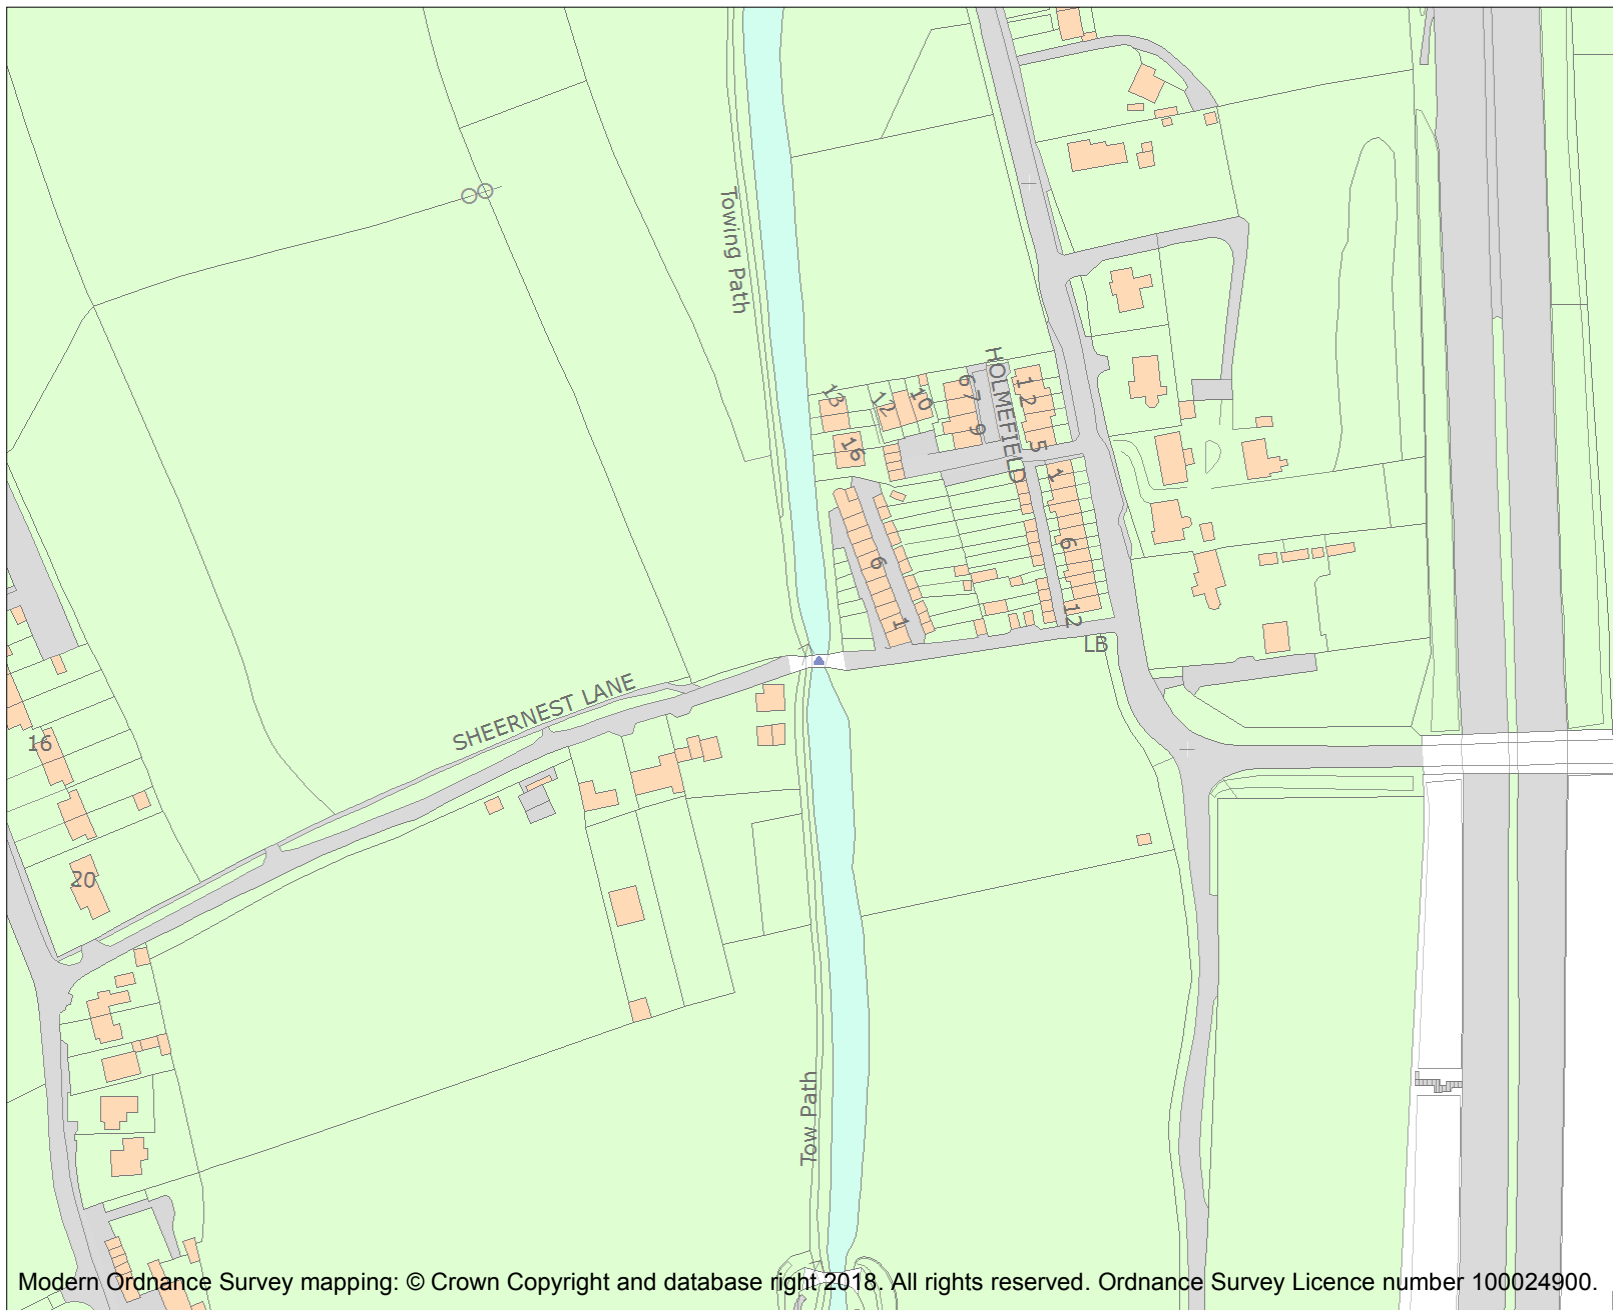 Towing Path
HOLMEFIELD
13
12
10
6
7
9
1
2
5
16
1
6
6
1
12
LB
SHEERNEST LANE
16
20
Tow Path
Modern Ordnance Survey mapping: © Crown Copyright and database right 2018. All rights reserved. Ordnance Survey Licence number 100024900.